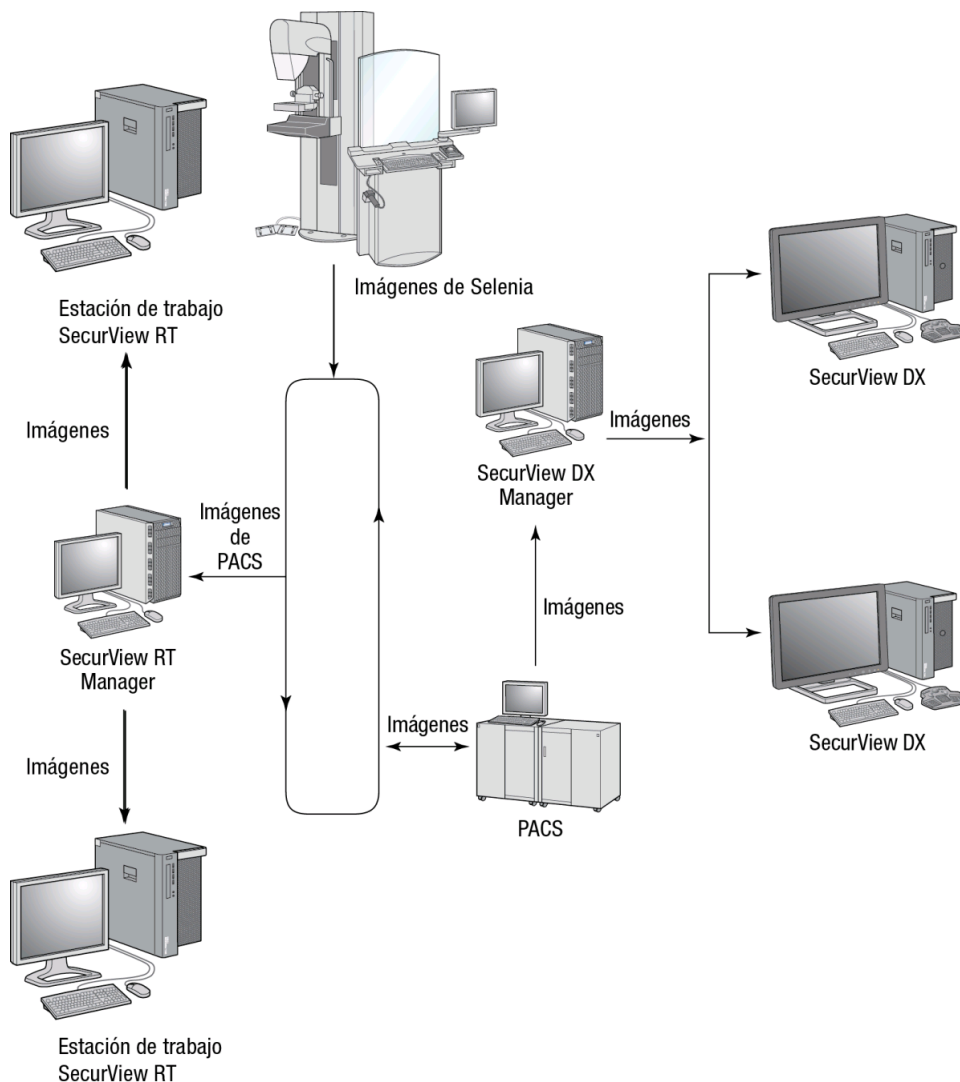 Imágenes de Selenia
Estación de trabajo
SecurView RT
SecurView DX
Imágenes
Imágenes
SecurView DX
Manager
Imágenes
de
PACS
Imágenes
SecurView RT
Manager
Imágenes
SecurView DX
Imágenes
PACS
Estación de trabajo
SecurView RT